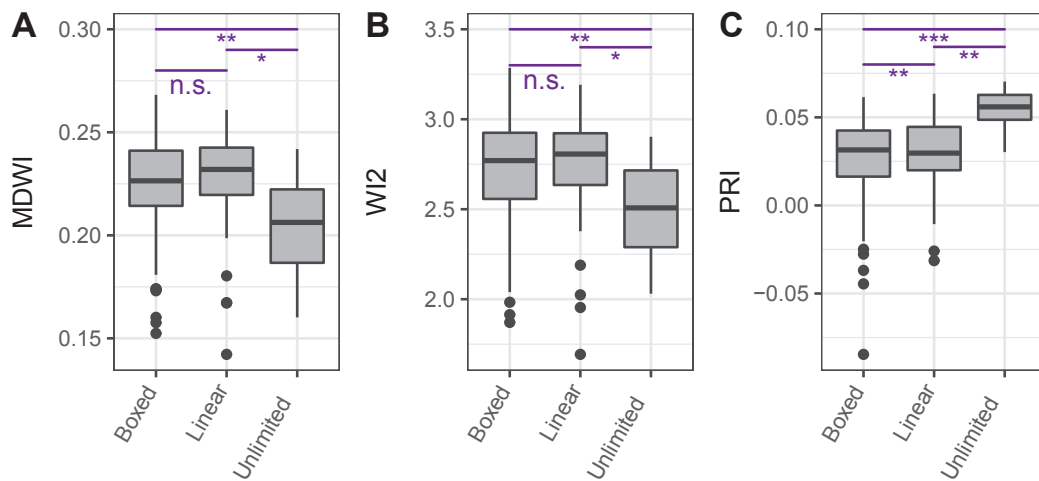 A
0.30
0.25
0.20
0.15
MDWI
**
*
n.s.
Boxed
Linear
Unlimited
B
3.5
3.0
2.5
2.0
WI2
**
*
n.s.
Boxed
Linear
Unlimited
C
0.10
0.05
0.00
−0.05
PRI
***
**
**
Boxed
Linear
Unlimited